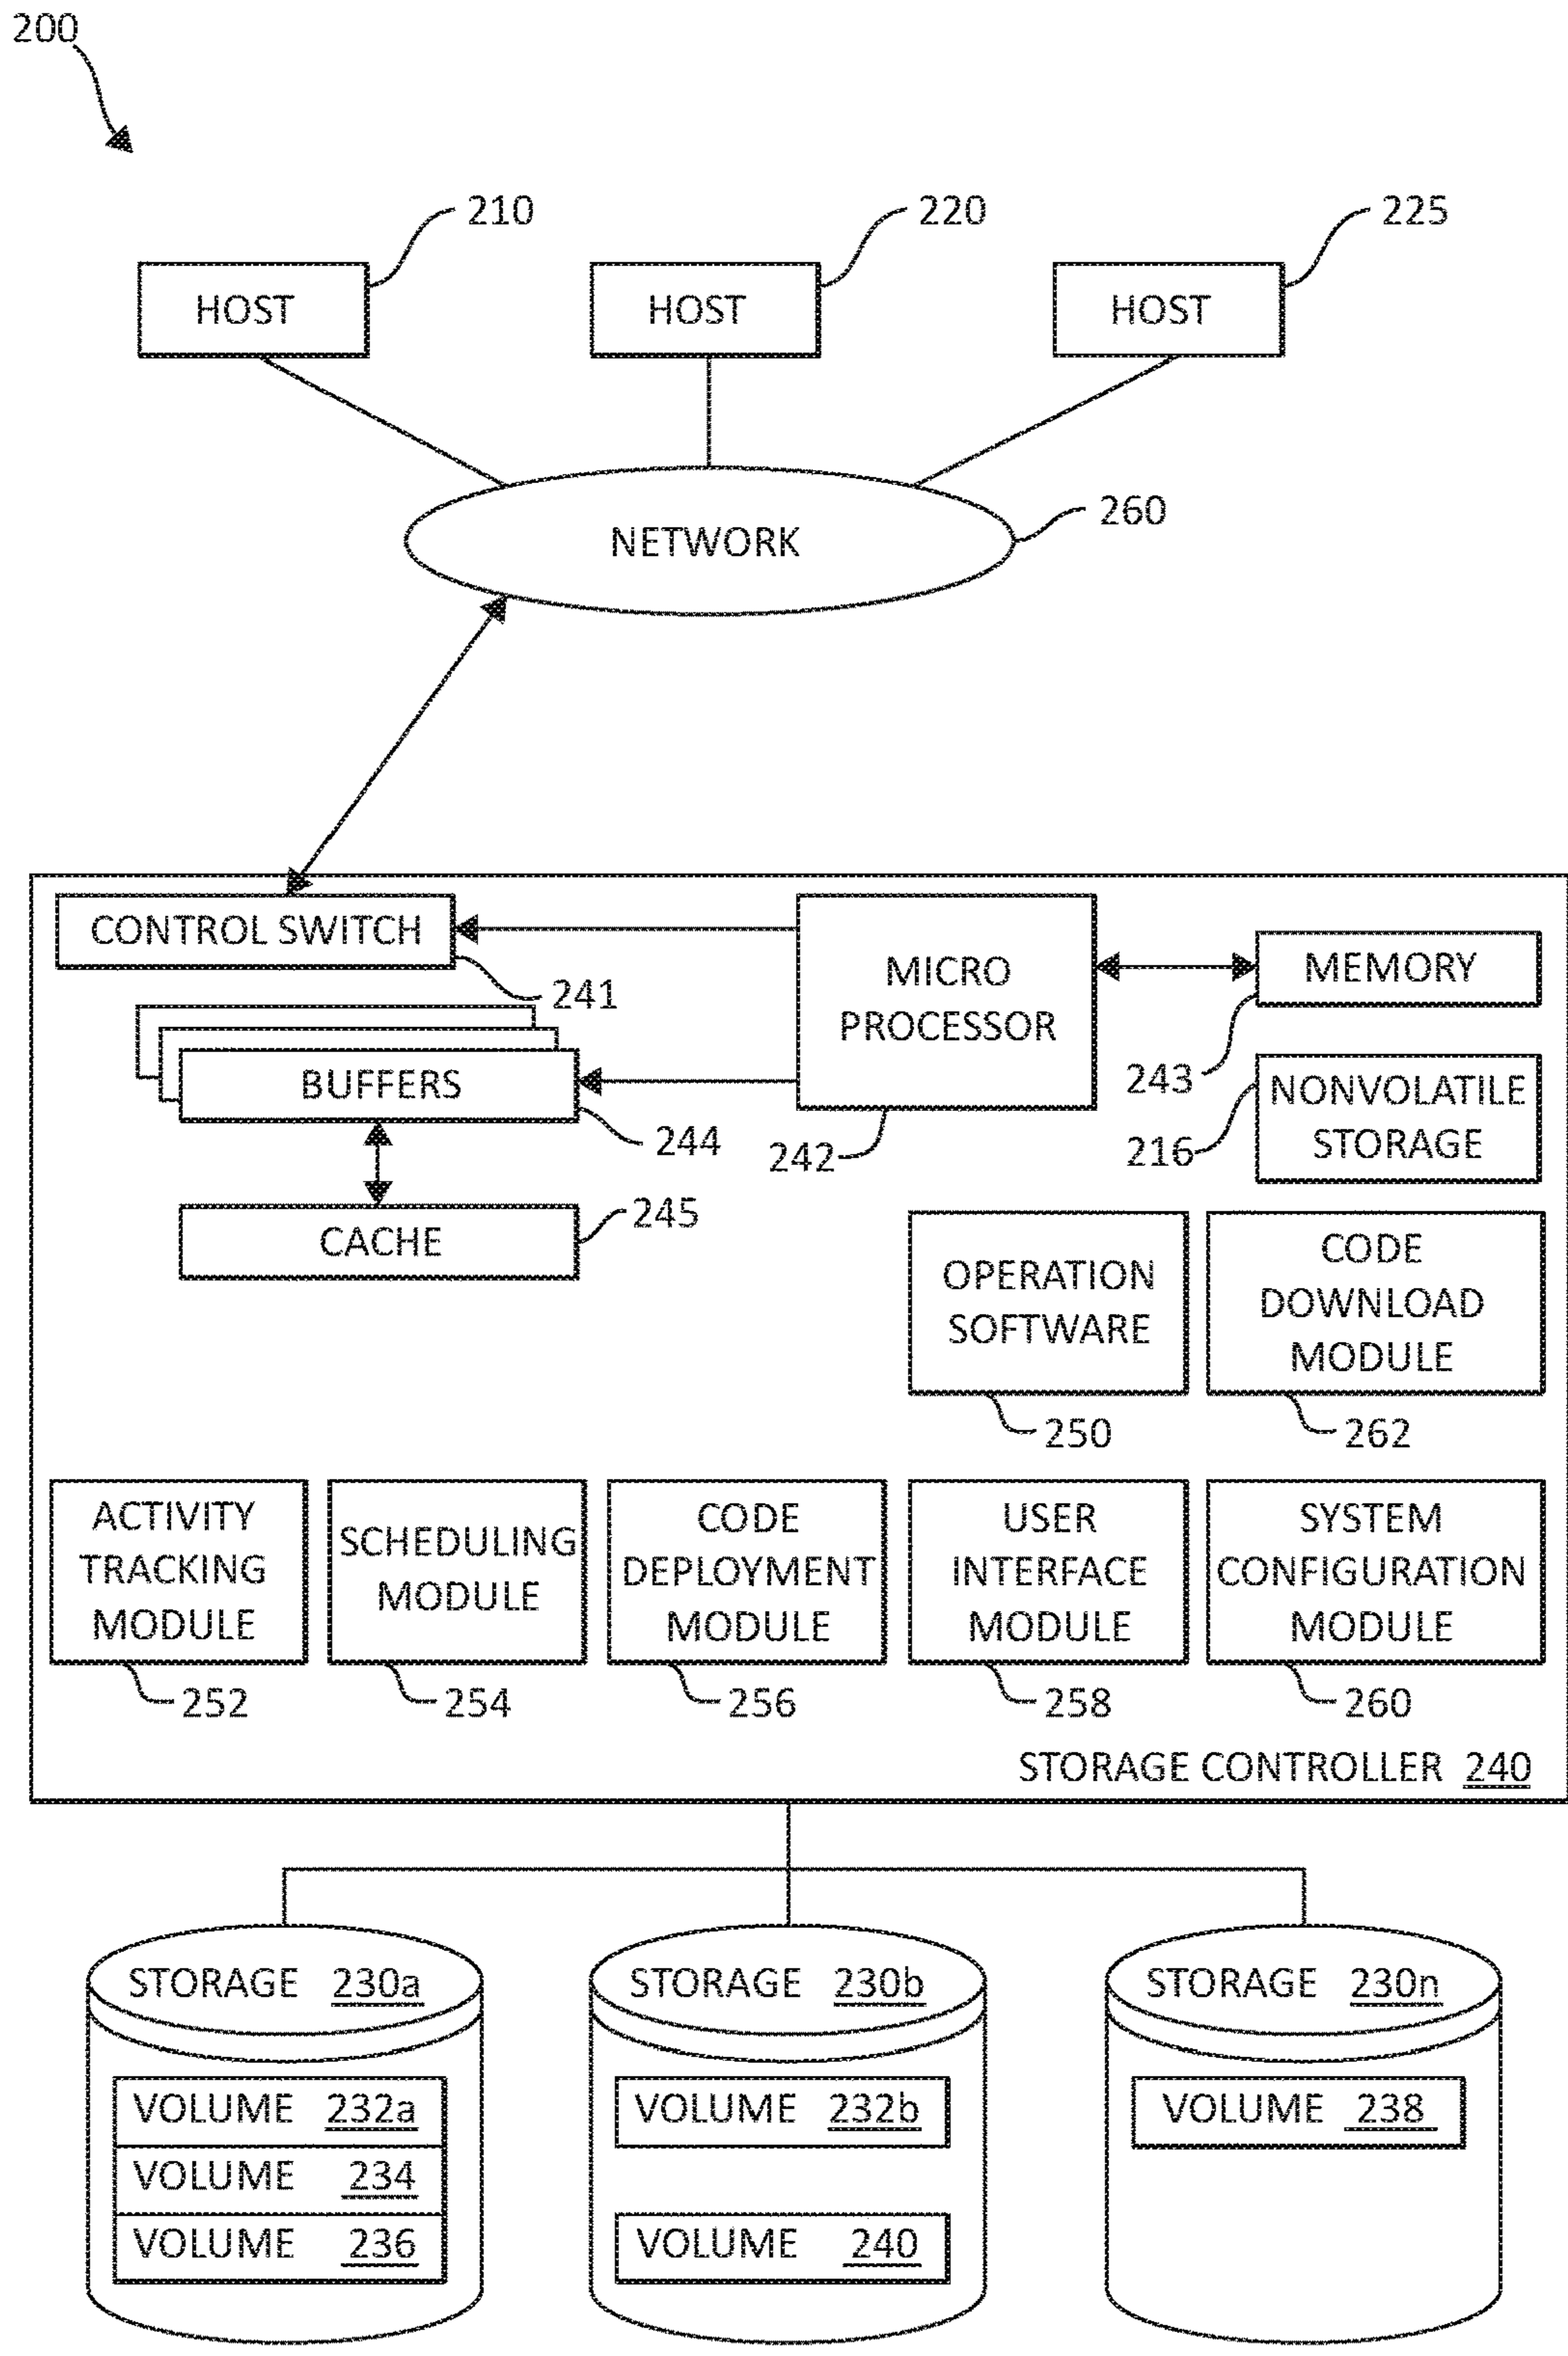 200
210
220
225
HOST
HOST
HOST
260
NETWORK
CONTROL SWITCH
241
MICRO
PROCESSOR
242
MEMORY
243
BUFFERS
244
NONVOLATILE
STORAGE
216
CACHE
245
OPERATION
SOFTWARE
250
CODE
DOWNLOAD
MODULE
262
ACTIVITY
TRACKING
MODULE
252
SCHEDULING
MODULE
254
CODE
DEPLOYMENT
MODULE
256
USER
INTERFACE
MODULE
258
SYSTEM
CONFIGURATION
MODULE
260
STORAGE CONTROLLER 240
STORAGE 230a
VOLUME 232a
VOLUME 234
VOLUME 236
STORAGE 230b
VOLUME 232b
VOLUME 240
STORAGE 230n
VOLUME 238